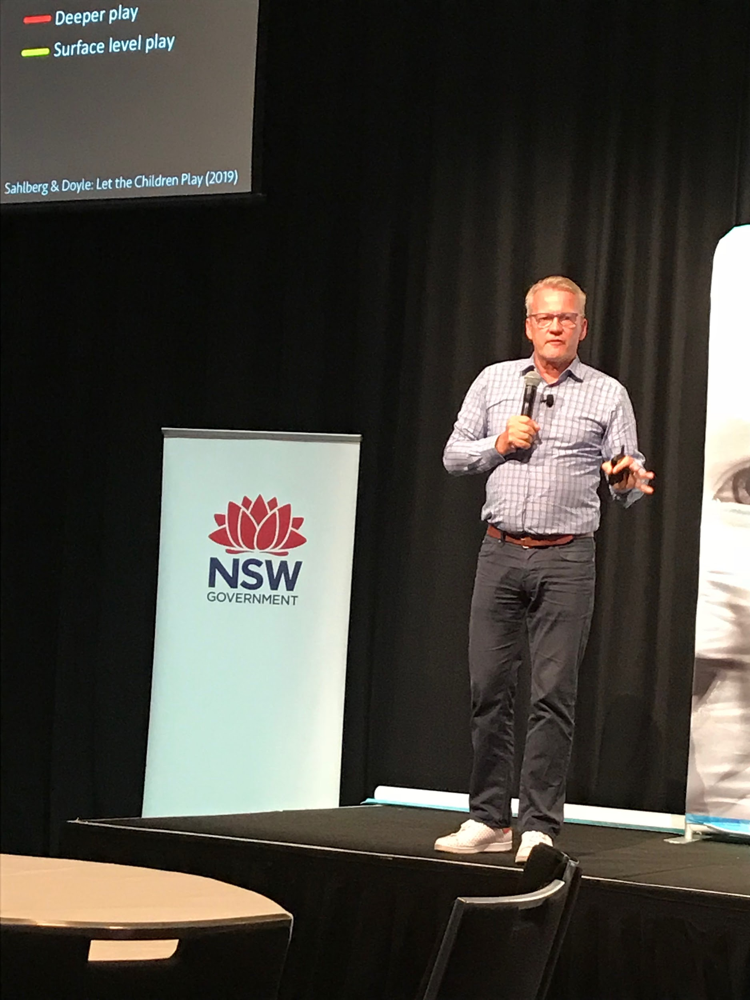 Deeper play
Surface level play
Sahlberg & Doyle: Let the Children Play (2019)
NSW
GOVERNMENT